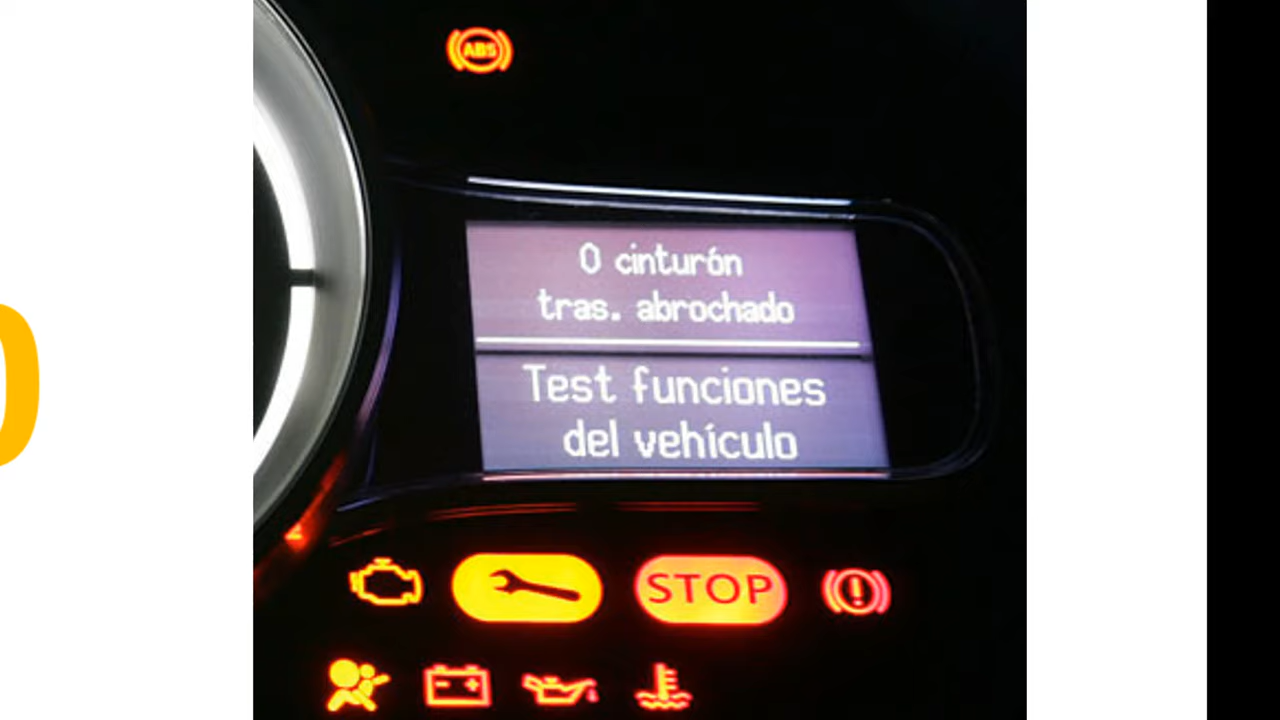 ABS
0 cinturón
tras. abrochado
Test funciones
del vehículo
STOP